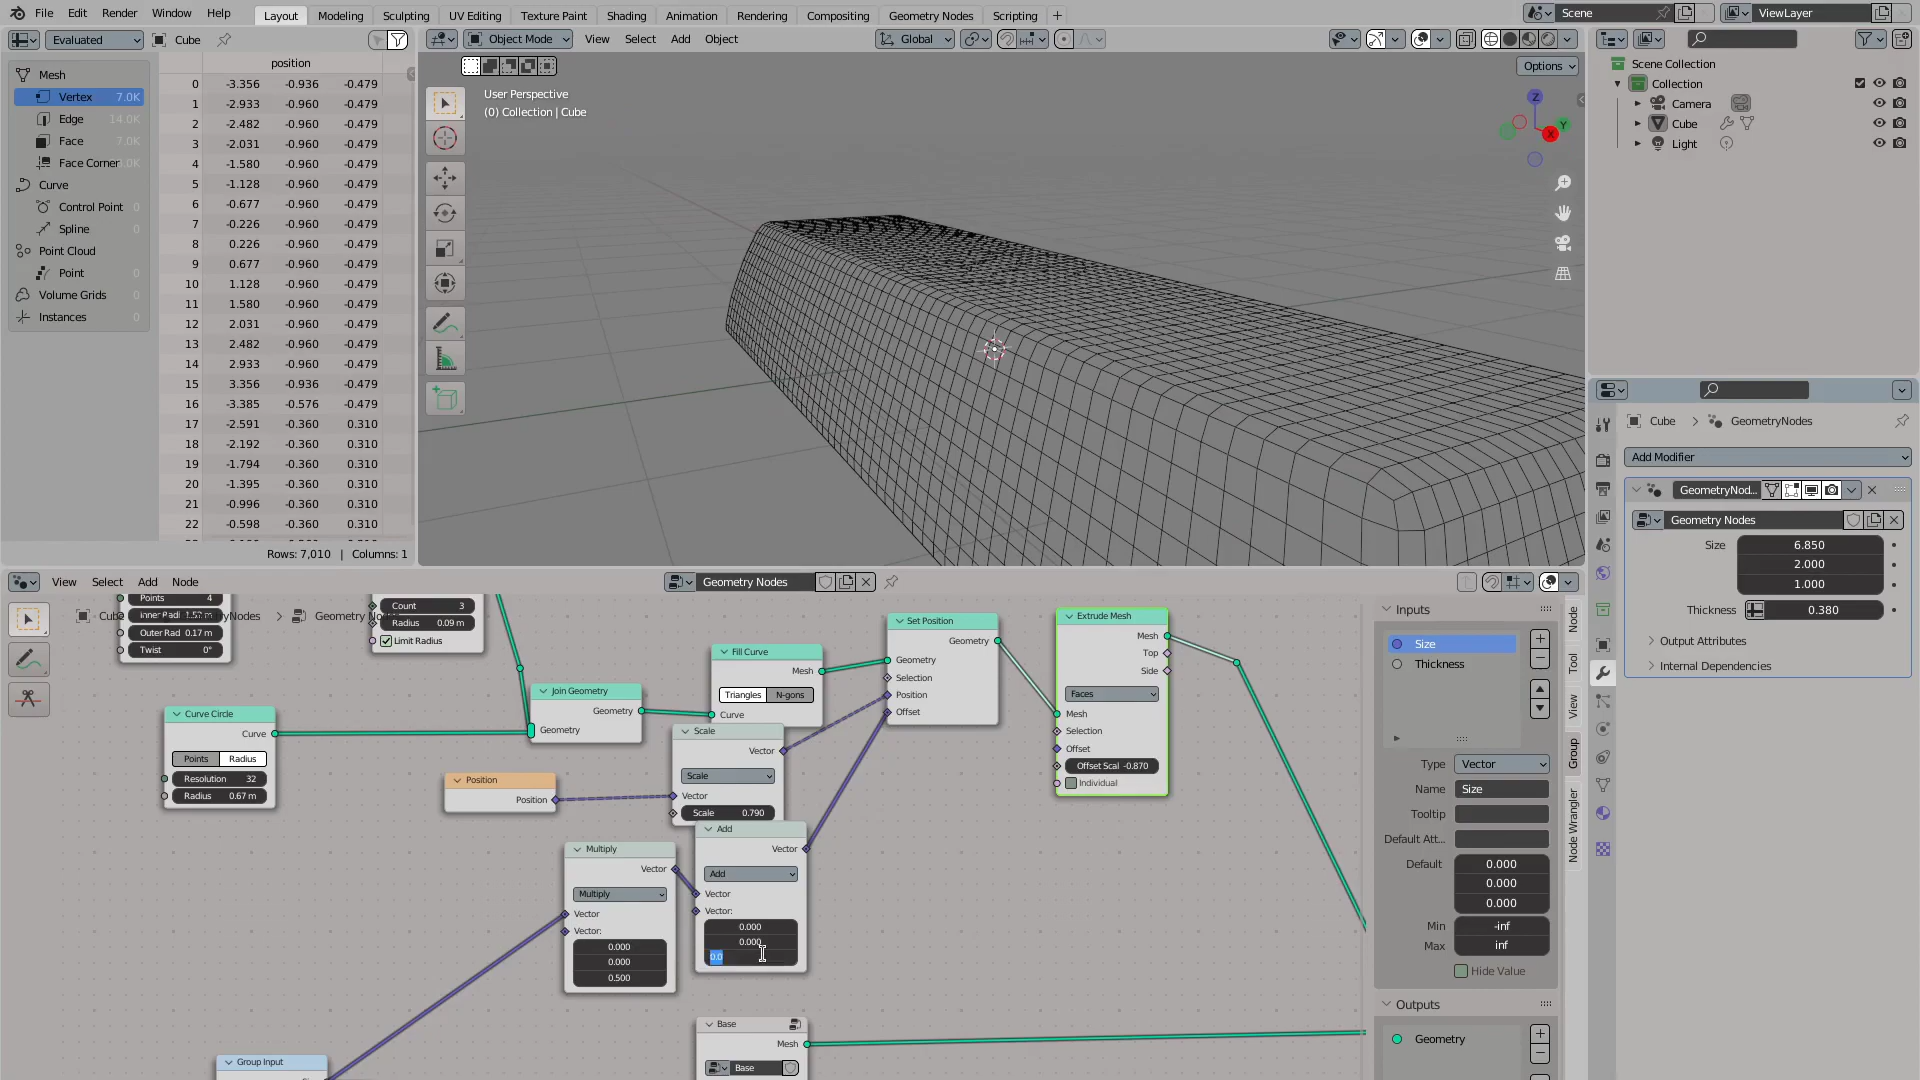 File Edit Render Window Help Layout Modeling Sculpting UV Editing Texture Paint Shading Animation Rendering Compositing Geometry Nodes Scripting + Scene ViewLayer
Evaluated Cube
Object Mode View Select Add Object Global
Options
position
Mesh
Vertex 7.0K
Edge 14.0K
Face 7.0K
Face Corner
Curve
Control Point 0
Spline 0
Point Cloud
Point 0
Volume Grids 0
Instances 0
0 -3.356 -0.936 -0.479
1 -2.933 -0.960 -0.479
2 -2.482 -0.960 -0.479
3 -2.031 -0.960 -0.479
4 -1.580 -0.960 -0.479
5 -1.128 -0.960 -0.479
6 -0.677 -0.960 -0.479
7 -0.226 -0.960 -0.479
8 0.226 -0.960 -0.479
9 0.677 -0.960 -0.479
10 1.128 -0.960 -0.479
11 1.580 -0.960 -0.479
12 2.031 -0.960 -0.479
13 2.482 -0.960 -0.479
14 2.933 -0.960 -0.479
15 3.356 -0.936 -0.479
16 -3.385 -0.576 -0.479
17 -2.591 -0.360 0.310
18 -2.192 -0.360 0.310
19 -1.794 -0.360 0.310
20 -1.395 -0.360 0.310
21 -0.996 -0.360 0.310
22 -0.598 -0.360 0.310
Rows: 7,010 | Columns: 1
User Perspective
(0) Collection | Cube
Z
Y
X
Scene Collection
Collection
Camera
Cube
Light
Cube > GeometryNodes
Add Modifier
GeometryNod...
Geometry Nodes
Size 6.850
2.000
1.000
Thickness 0.380
Output Attributes
Internal Dependencies
View Select Add Node Geometry Nodes
Points 4
Inner Radi 1.52 m
Outer Rad 0.17 m
Twist 0°
Count 3
Radius 0.09 m
Limit Radius
Curve Circle
Curve
Points Radius
Resolution 32
Radius 0.67 m
Join Geometry
Geometry
Geometry
Position
Position
Fill Curve
Mesh
Triangles N-gons
Curve
Scale
Vector
Scale
Vector
Scale 0.790
Multiply
Vector
Multiply
Vector
Vector:
0.000
0.000
0.500
Add
Vector
Add
Vector
Vector:
0.000
0.000
0.0
Set Position
Geometry
Geometry
Selection
Position
Offset
Extrude Mesh
Mesh
Top
Side
Faces
Mesh
Selection
Offset
Offset Scal -0.870
Individual
Base
Mesh
Base
Group Input
Inputs
Size
Thickness
Type Vector
Name Size
Tooltip
Default Att...
Default 0.000
0.000
0.000
Min -inf
Max inf
Hide Value
Outputs
Geometry
Node
Tool
View
Group
Node Wrangler